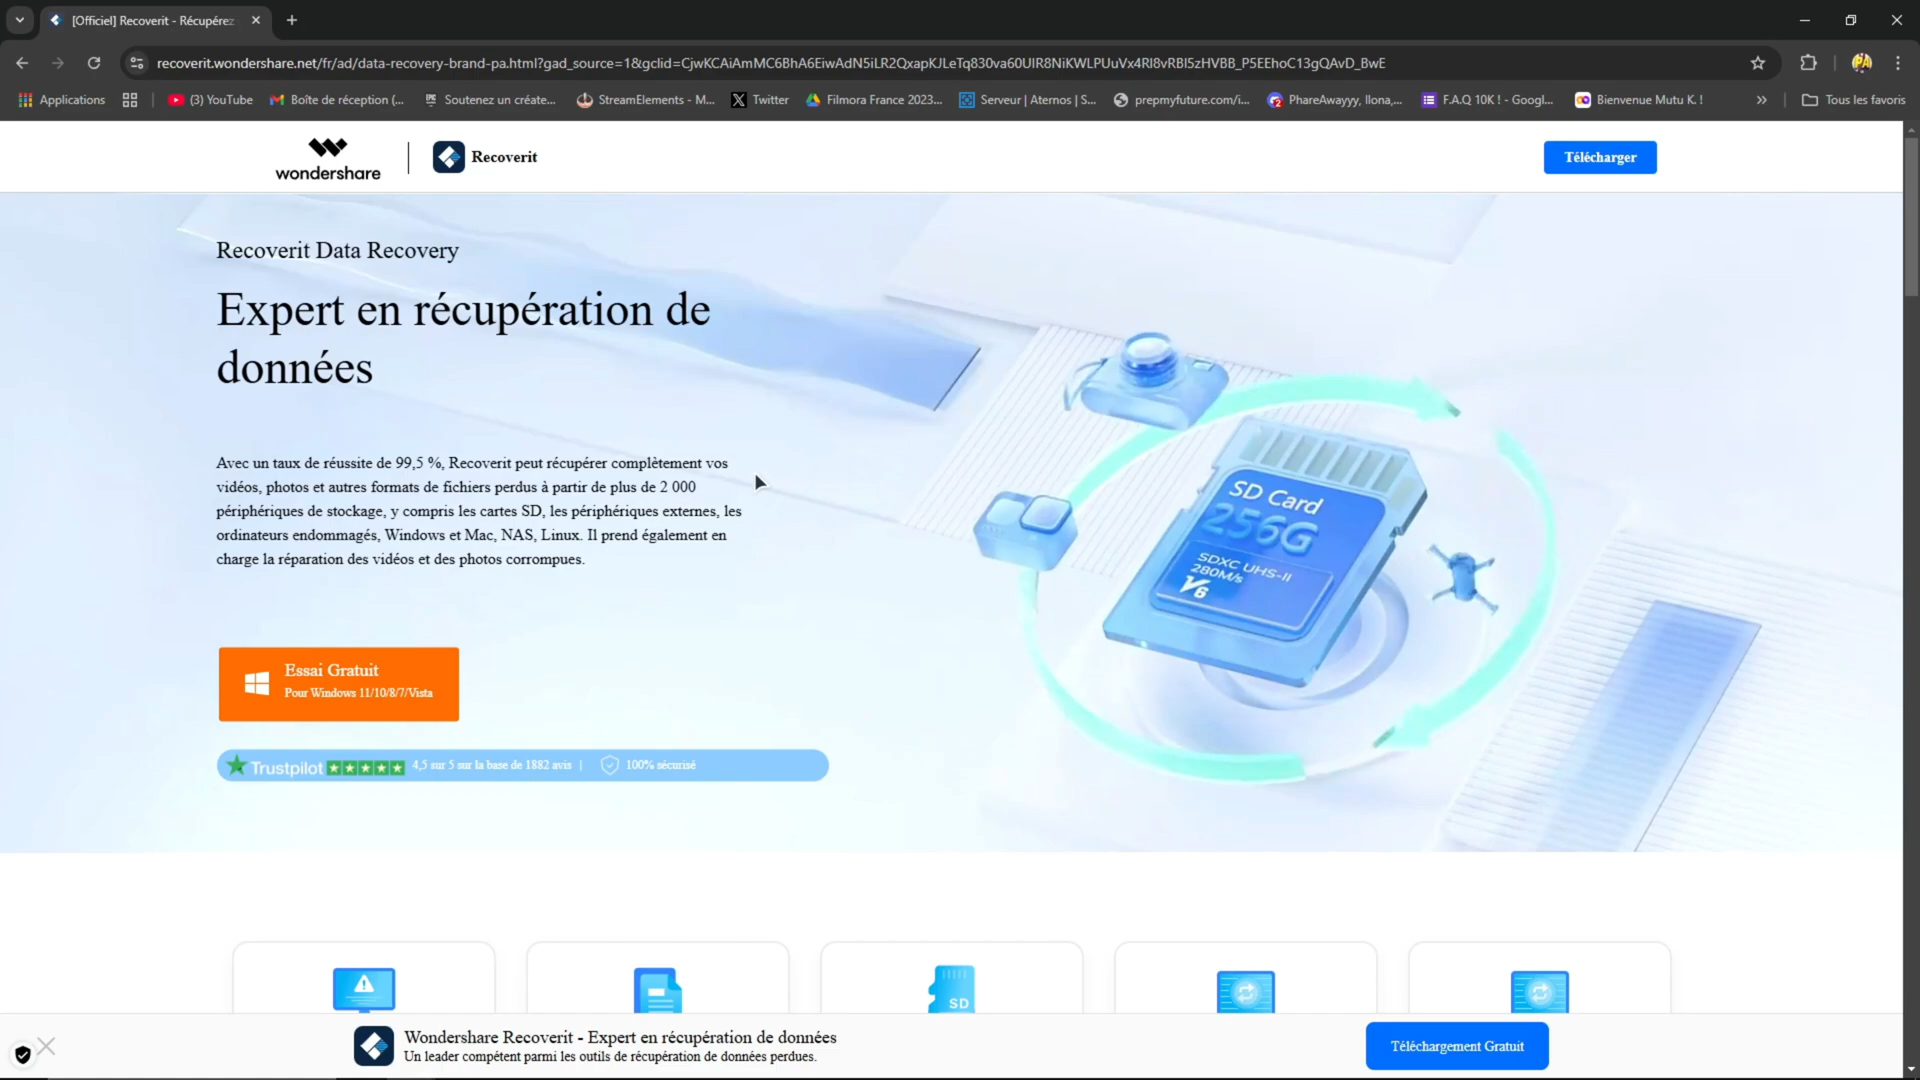 [Officiel] Recoverit - Récupérez
recoverit.wondershare.net/fr/ad/data-recovery-brand-pa.html?gad_source=1&gclid=CjwKCAiAmMC6BhA6EiwAdN5iLR2QxapKJLeTq830va60UIR8NiKWLPUuVx4Rl8vRBI5zHVBB_P5EEhoC13gQAvD_BwE
Applications (3) YouTube Boîte de réception (... Soutenez un créate... StreamElements - M... Twitter Filmora France 2023... Serveur | Aternos | S... prepmyfuture.com/i... PhareAwayyy, Ilona,... F.A.Q 10K ! - Googl... Bienvenue Mutu K. ! Tous les favoris
wondershare Recoverit Télécharger
Recoverit Data Recovery
Expert en récupération de
données
Avec un taux de réussite de 99,5 %, Recoverit peut récupérer complètement vos
vidéos, photos et autres formats de fichiers perdus à partir de plus de 2 000
périphériques de stockage, y compris les cartes SD, les périphériques externes, les
ordinateurs endommagés, Windows et Mac, NAS, Linux. Il prend également en
charge la réparation des vidéos et des photos corrompues.
SD Card
256G
SDXC UHS-II
280M/s
V6
Essai Gratuit
Pour Windows 11/10/8/7/Vista
Trustpilot 4,5 sur 5 sur la base de 1882 avis | 100% sécurisé
SD
Wondershare Recoverit - Expert en récupération de données
Un leader compétent parmi les outils de récupération de données perdues.
Téléchargement Gratuit